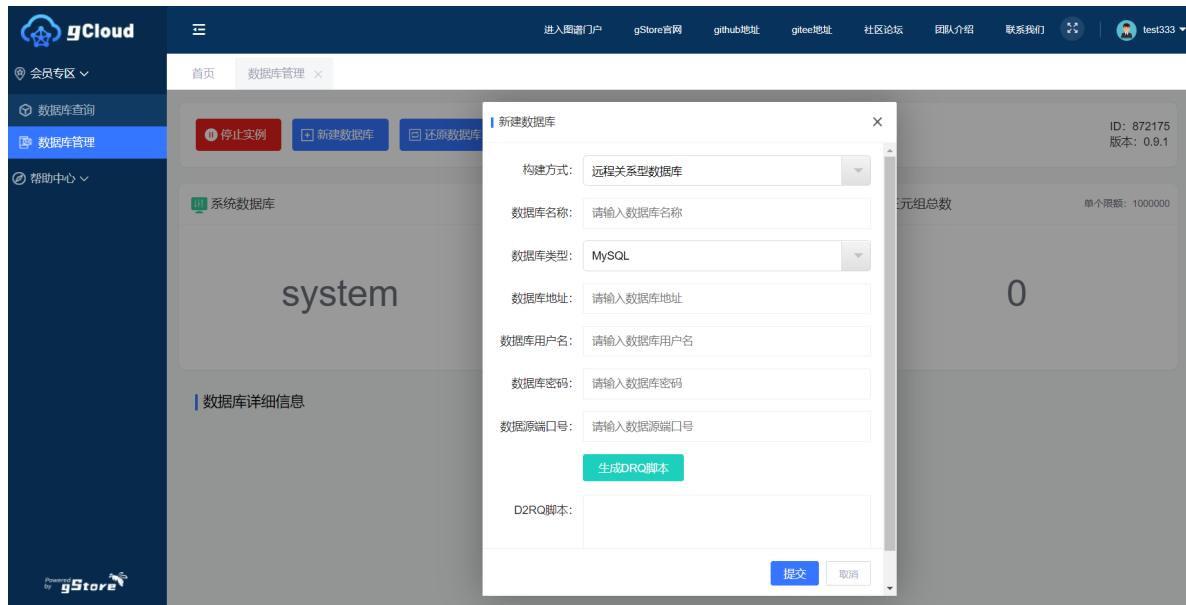 gCloud
进入图谱门户 gStore官网 github地址 gitee地址 社区论坛 团队介绍 联系我们 test333
会员专区
首页 数据库管理
数据库查询
数据库管理
帮助中心
停止实例 新建数据库 还原数据库
ID: 872175
版本: 0.9.1
系统数据库
元组总数 单个限额: 1000000
system
0
数据库详细信息
新建数据库
构建方式: 远程关系型数据库
数据库名称: 请输入数据库名称
数据库类型: MySQL
数据库地址: 请输入数据库地址
数据库用户名: 请输入数据库用户名
数据库密码: 请输入数据库密码
数据源端口号: 请输入数据源端口号
生成DRQ脚本
D2RQ脚本:
提交 取消
Powered by gStore